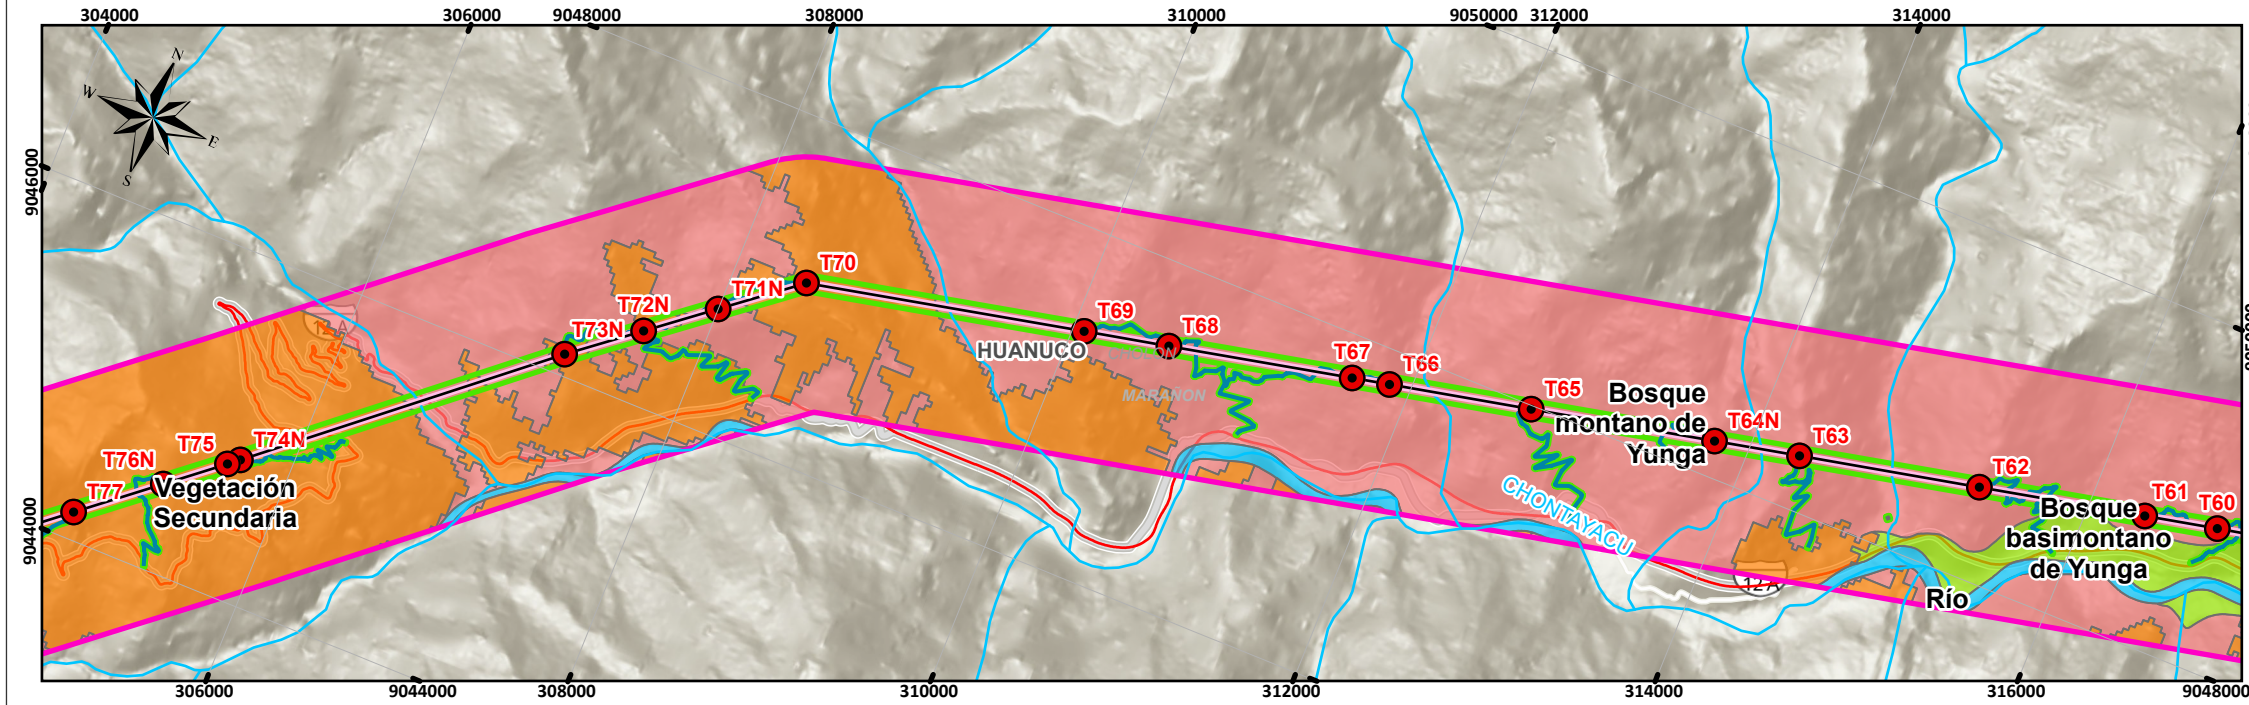 304000
306000
9048000
308000
310000
9050000
312000
314000
N
W
E
S
9046000
9044000
T70
T71N
T72N
T73N
T69
T68
HUANUCO
CHOLON
MARAÑON
T67
T66
T65
Bosque
montano de
Yunga
T64N
T63
T62
T61
T60
T75
T74N
T76N
T77
Vegetación
Secundaria
CHONTAYACU
Bosque
basimontano
de Yunga
12A
Río
306000
9044000
308000
310000
312000
314000
316000
9048000